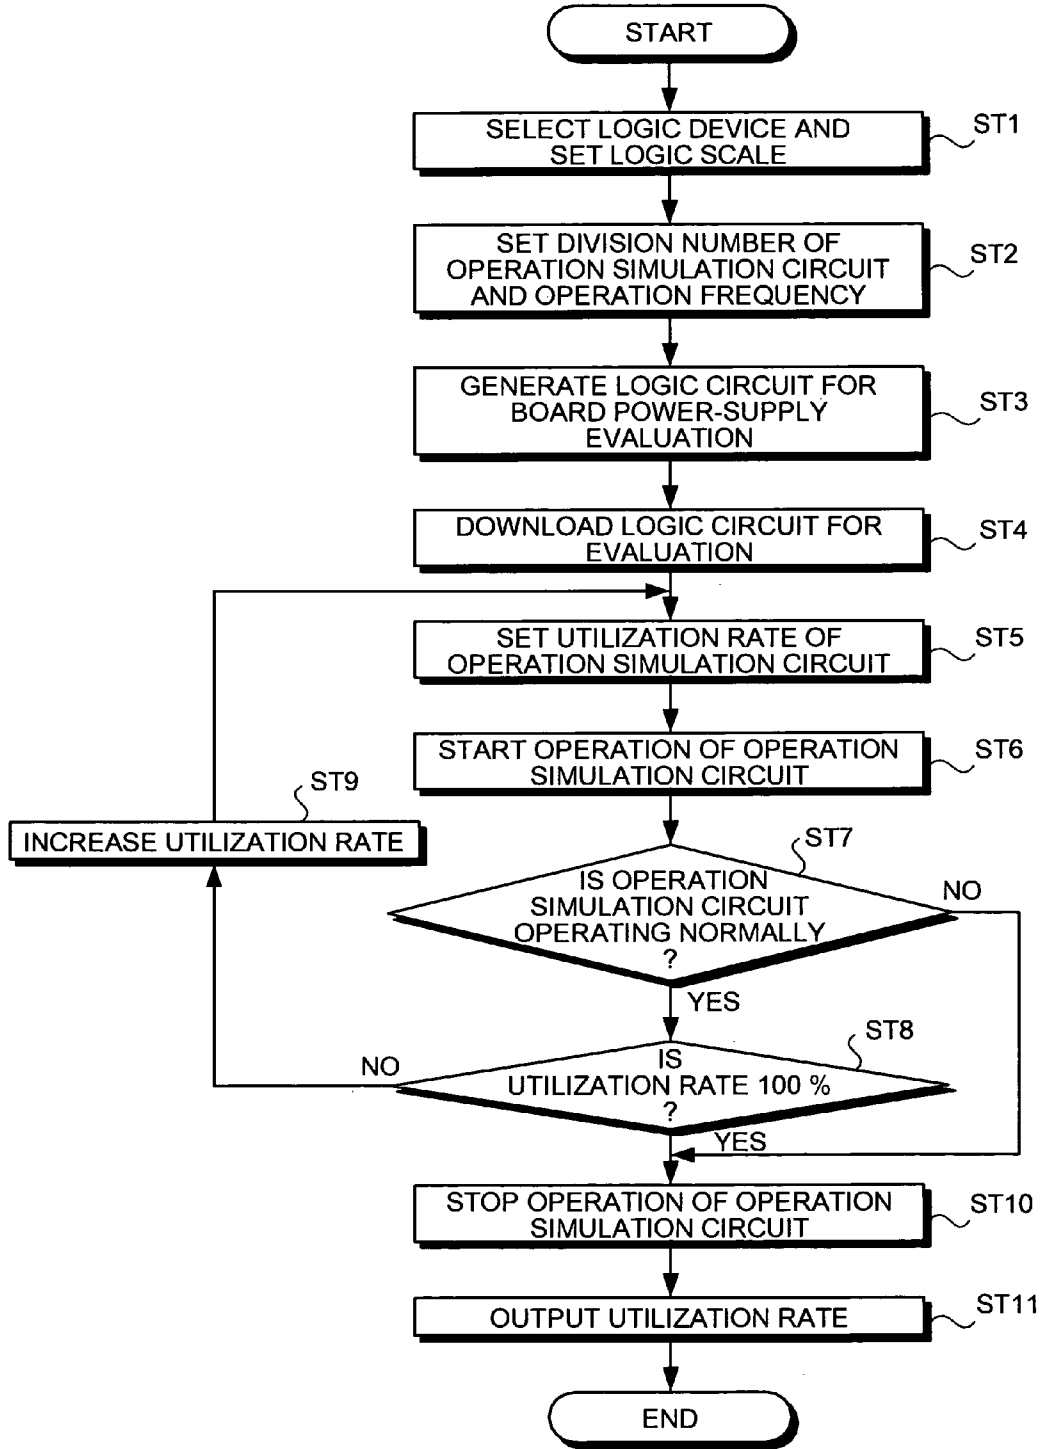 START
SELECT LOGIC DEVICE AND
SET LOGIC SCALE
ST1
SET DIVISION NUMBER OF
OPERATION SIMULATION CIRCUIT
AND OPERATION FREQUENCY
ST2
GENERATE LOGIC CIRCUIT FOR
BOARD POWER-SUPPLY
EVALUATION
ST3
DOWNLOAD LOGIC CIRCUIT FOR
EVALUATION
ST4
SET UTILIZATION RATE OF
OPERATION SIMULATION CIRCUIT
ST5
START OPERATION OF OPERATION
SIMULATION CIRCUIT
ST6
ST9
INCREASE UTILIZATION RATE
ST7
IS OPERATION
SIMULATION CIRCUIT
OPERATING NORMALLY
?
NO
YES
ST8
IS
UTILIZATION RATE 100 %
?
NO
YES
STOP OPERATION OF OPERATION
SIMULATION CIRCUIT
ST10
OUTPUT UTILIZATION RATE
ST11
END